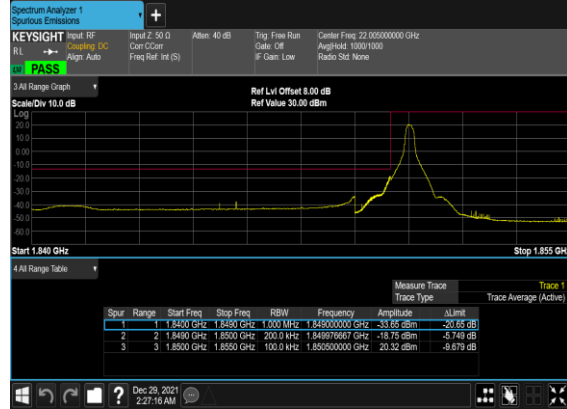 Spectrum Analyzer 1
Spurious Emissions
KEYSIGHT Input: RF Input Z: 50 Ω Atten: 40 dB Trig: Free Run Center Freq: 22.005000000 GHz
RL Coupling: DC Corr CCorr Gate: Off Avg|Hold: 1000/1000
Align: Auto Freq Ref: Int (S) IF Gain: Low Radio Std: None
PASS
3 All Range Graph
Ref Lvl Offset 8.00 dB
Scale/Div 10.0 dB Ref Value 30.00 dBm
Log
20.0
10.0
0.00
-10.0
-20.0
-30.0
-40.0
-50.0
-60.0
Start 1.840 GHz Stop 1.855 GH
4 All Range Table
Measure Trace Trace 1
Trace Type Trace Average (Active)
Spur Range Start Freq Stop Freq RBW Frequency Amplitude ΔLimit
1 1 1.8400 GHz 1.8490 GHz 1.000 MHz 1.849000000 GHz -33.65 dBm -20.65 dB
2 2 1.8490 GHz 1.8500 GHz 200.0 kHz 1.849976667 GHz -18.75 dBm -5.749 dB
3 3 1.8500 GHz 1.8550 GHz 100.0 kHz 1.850500000 GHz 20.32 dBm -9.679 dB
? Dec 29, 2021
2:27:16 AM